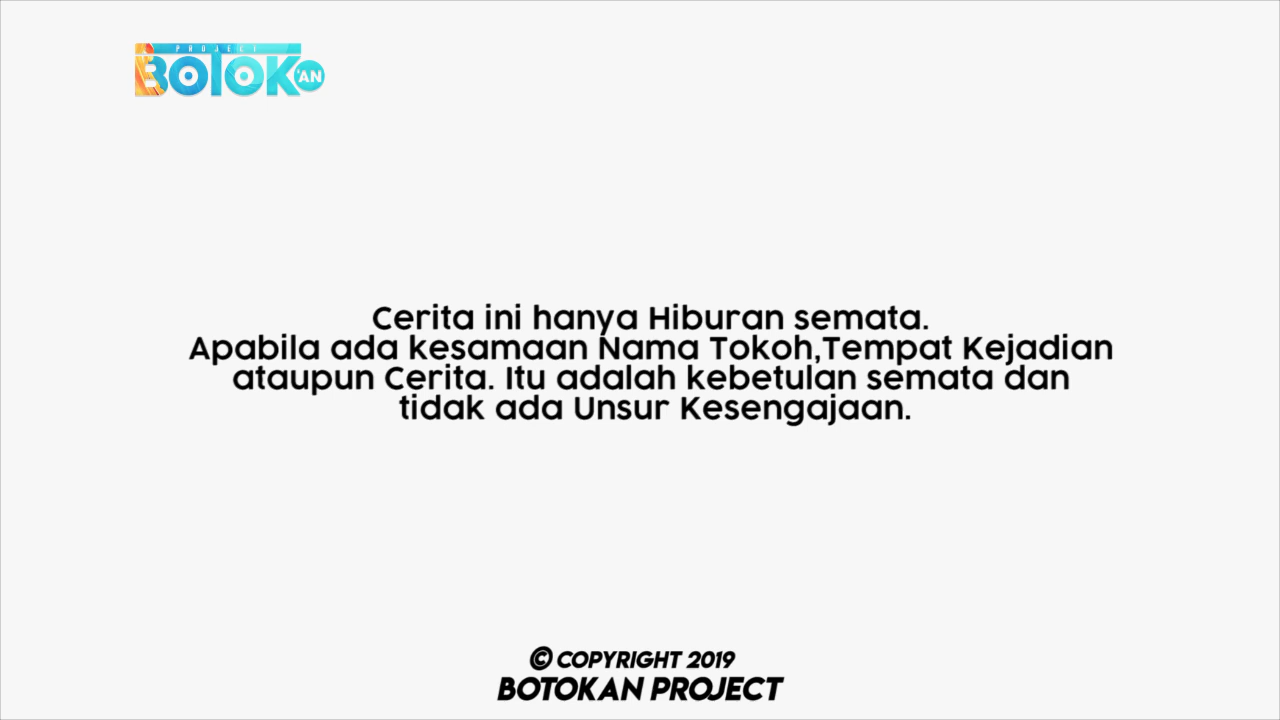 PROJECT
BOTOK'AN
Cerita ini hanya Hiburan semata.
Apabila ada kesamaan Nama Tokoh,Tempat Kejadian
ataupun Cerita. Itu adalah kebetulan semata dan
tidak ada Unsur Kesengajaan.
© COPYRIGHT 2019
BOTOKAN PROJECT